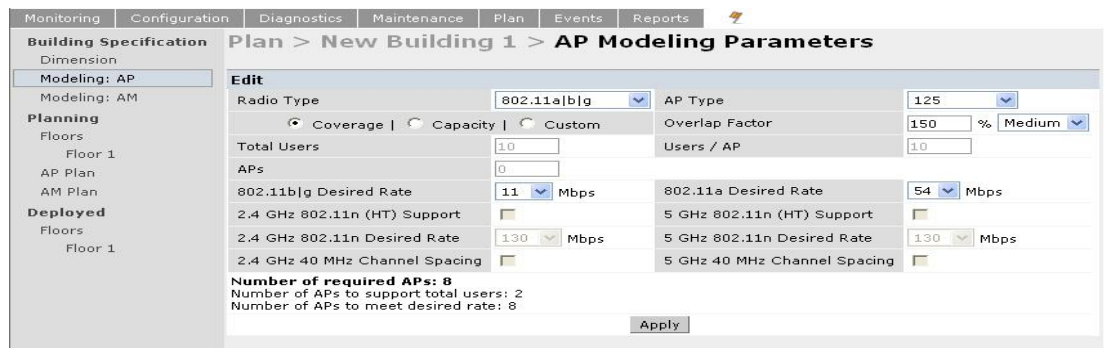 Monitoring Configuration Diagnostics Maintenance Plan Events Reports
Building Specification
Dimension
Modeling: AP
Modeling: AM
Planning
Floors
Floor 1
AP Plan
AM Plan
Deployed
Floors
Floor 1
Plan > New Building 1 > AP Modeling Parameters
Edit
Radio Type 802.11a|b|g AP Type 125
Coverage | Capacity | Custom Overlap Factor 150 % Medium
Total Users 10 Users / AP 10
APs 0
802.11b|g Desired Rate 11 Mbps 802.11a Desired Rate 54 Mbps
2.4 GHz 802.11n (HT) Support 5 GHz 802.11n (HT) Support
2.4 GHz 802.11n Desired Rate 130 Mbps 5 GHz 802.11n Desired Rate 130 Mbps
2.4 GHz 40 MHz Channel Spacing 5 GHz 40 MHz Channel Spacing
Number of required APs: 8
Number of APs to support total users: 2
Number of APs to meet desired rate: 8
Apply